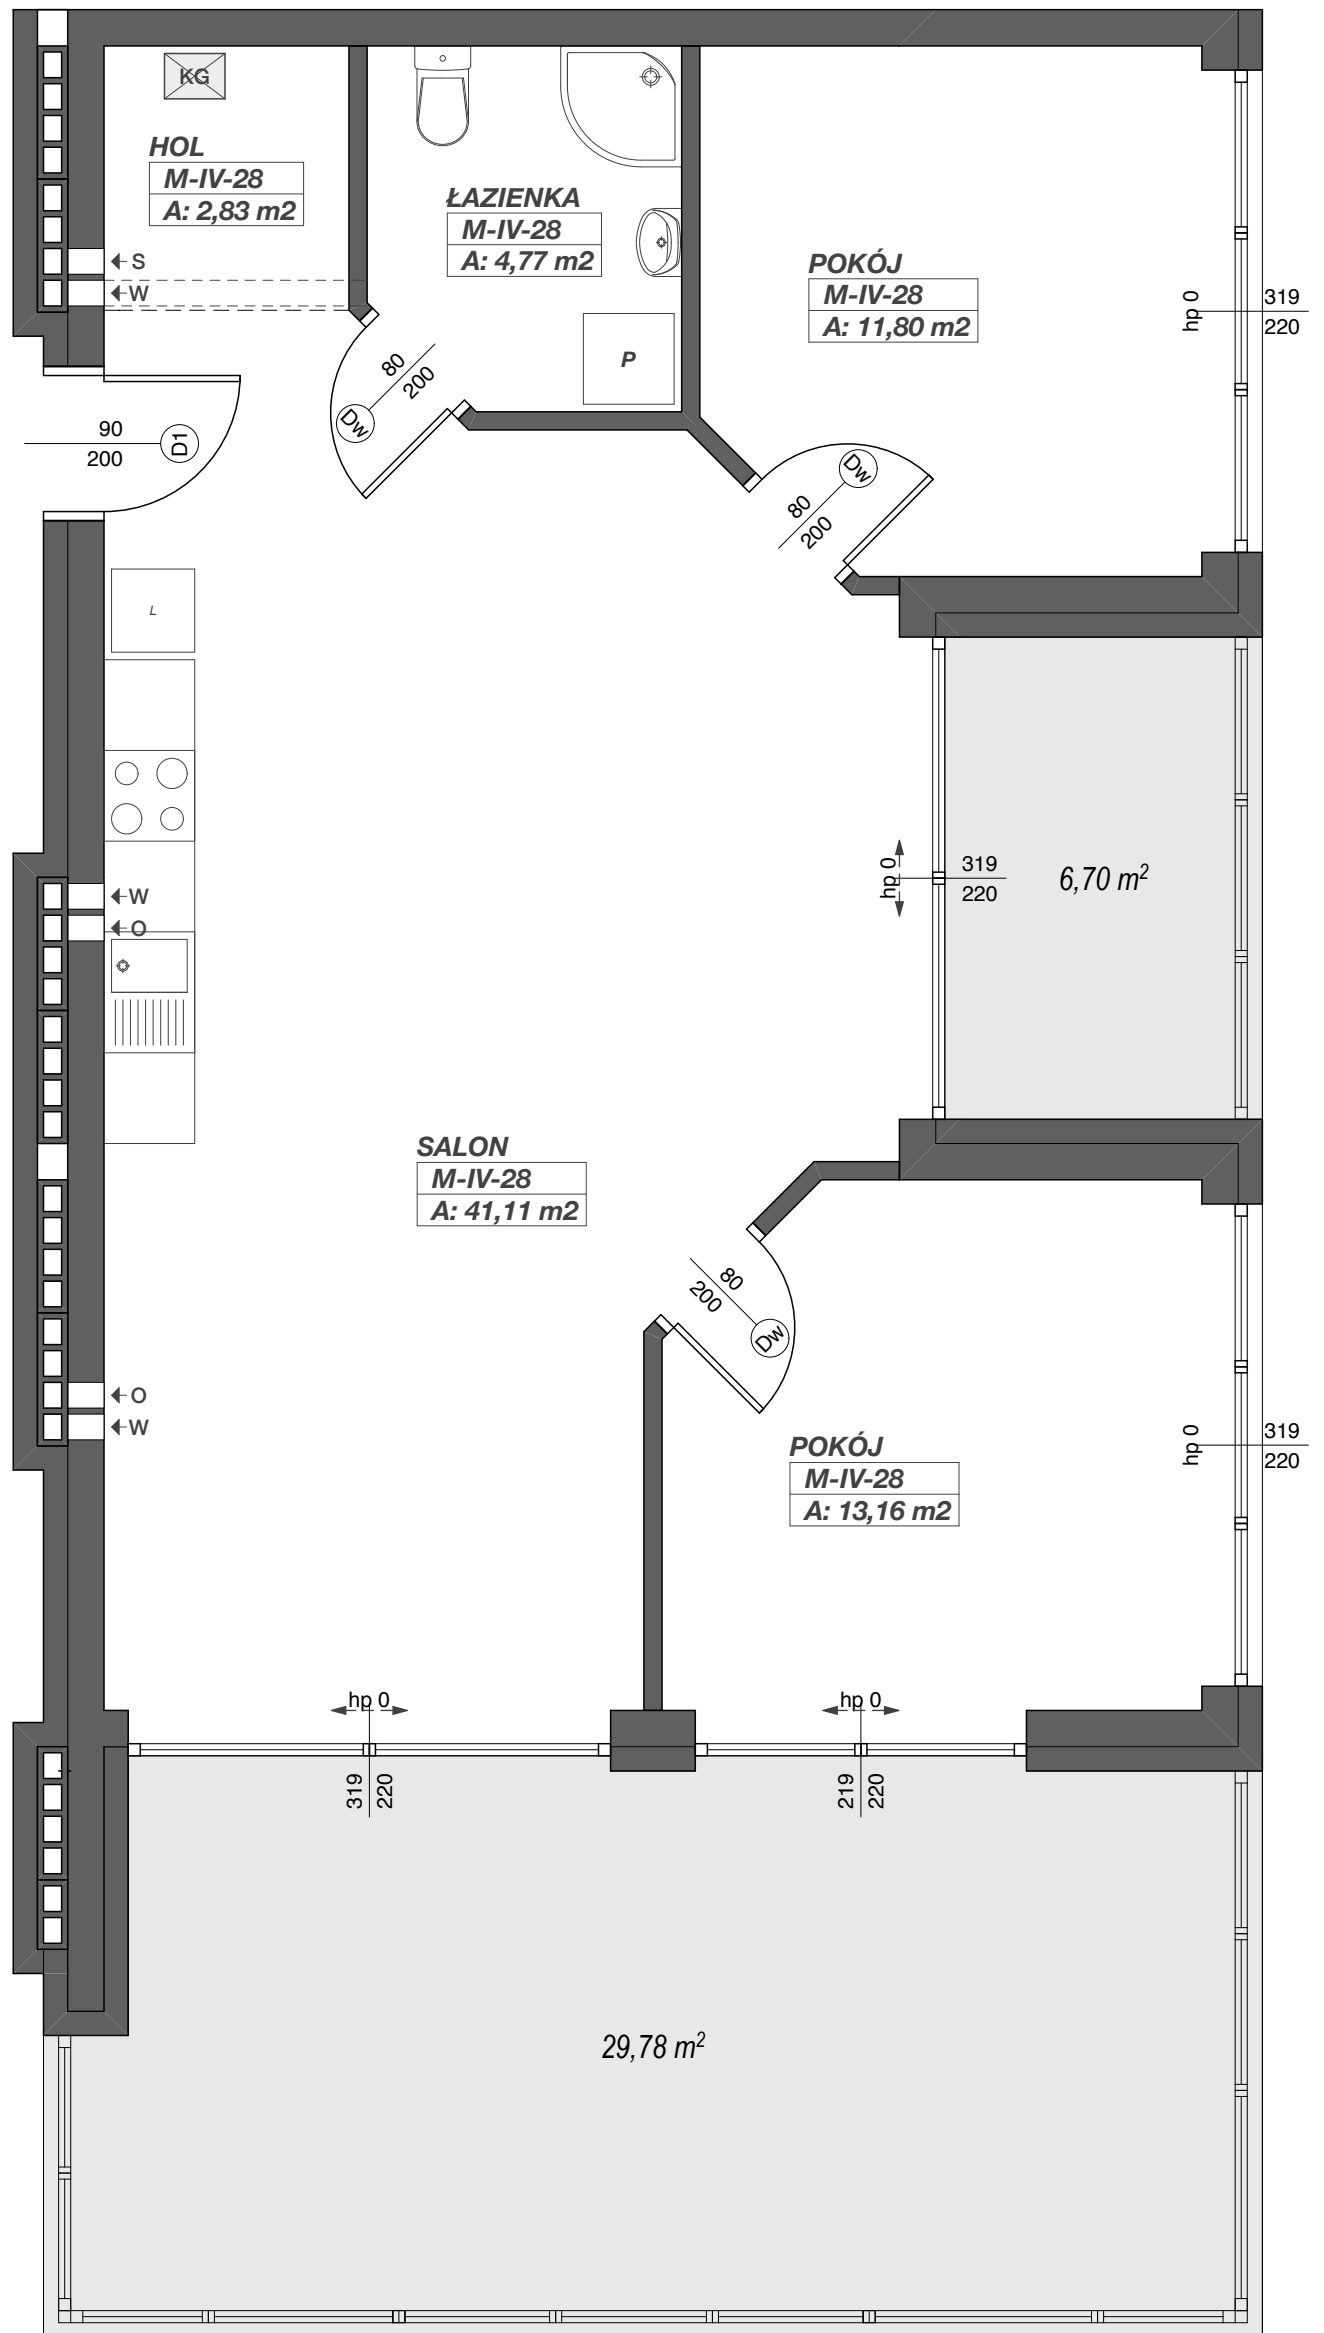 KG
HOL
M-IV-28
A: 2,83 m2
ŁAZIENKA
M-IV-28
A: 4,77 m2
POKÓJ
M-IV-28
A: 11,80 m2
S
W
hp 0
319
220
P
80
200
Dw
90
200
D1
Dw
80
200
L
W
O
hp 0
319
220
6,70 m²
SALON
M-IV-28
A: 41,11 m2
80
200
Dw
O
W
POKÓJ
M-IV-28
A: 13,16 m2
hp 0
319
220
hp 0
319
220
hp 0
219
220
29,78 m²